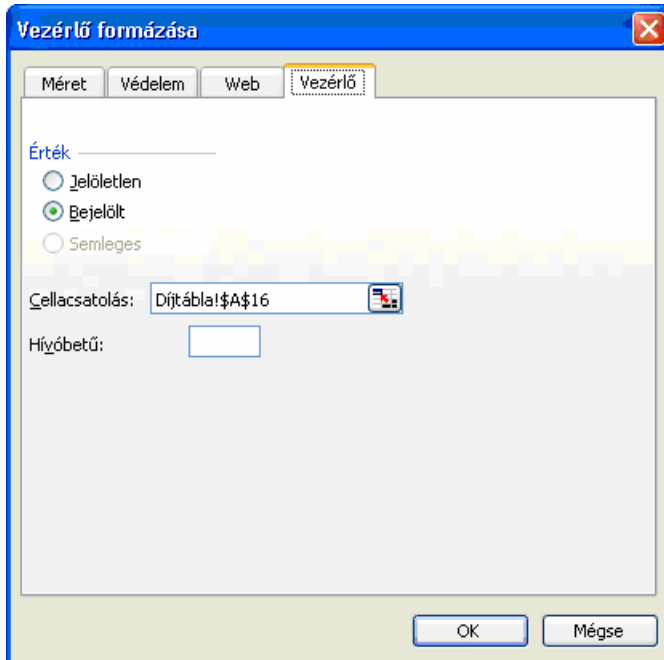 Vezérlő formázása
Méret Védelem Web Vezérlő
Érték
Jelöletlen
Bejelölt
Semleges
Cellacsatolás: Díjtábla!$A$16
Hívóbetű:
OK Mégse